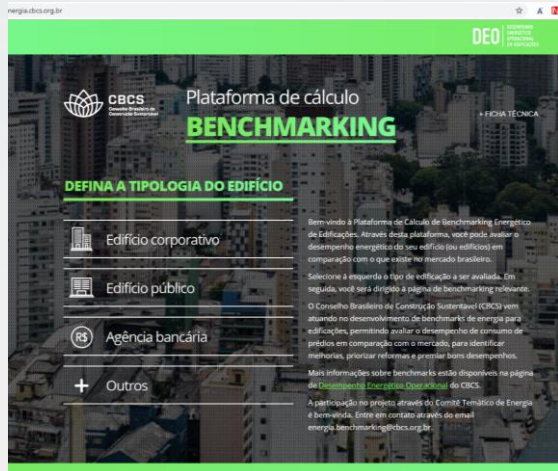 nergia.cbcs.org.br
DEO
DESEMPENHO
ENERGÉTICO
OPERACIONAL
EM EDIFICAÇÕES
CBCS
Conselho Brasileiro de
Construção Sustentável
Plataforma de cálculo
BENCHMARKING
+ FICHA TÉCNICA
DEFINA A TIPOLOGIA DO EDIFÍCIO
Edifício corporativo
Edifício público
R$ Agência bancária
+ Outros
Bem-vindo à Plataforma de Cálculo de Benchmarking Energético
de Edificações. Através desta plataforma, você pode avaliar o
desempenho energético do seu edifício (ou edifícios) em
comparação com o que existe no mercado brasileiro.
Selecione à esquerda o tipo de edificação a ser avaliada. Em
seguida, você será dirigido à página de benchmarking relevante.
O Conselho Brasileiro de Construção Sustentável (CBCS) vem
atuando no desenvolvimento de benchmarks de energia para
edificações, permitindo avaliar o desempenho de consumo de
prédios em comparação com o mercado, para identificar
melhorias, priorizar reformas e premiar bons desempenhos.
Mais informações sobre benchmarks estão disponíveis na página
de Desempenho Energético Operacional do CBCS.
A participação no projeto através do Comitê Temático de Energia
é bem-vinda. Entre em contato através do email
energia.benchmarking@cbcs.org.br.